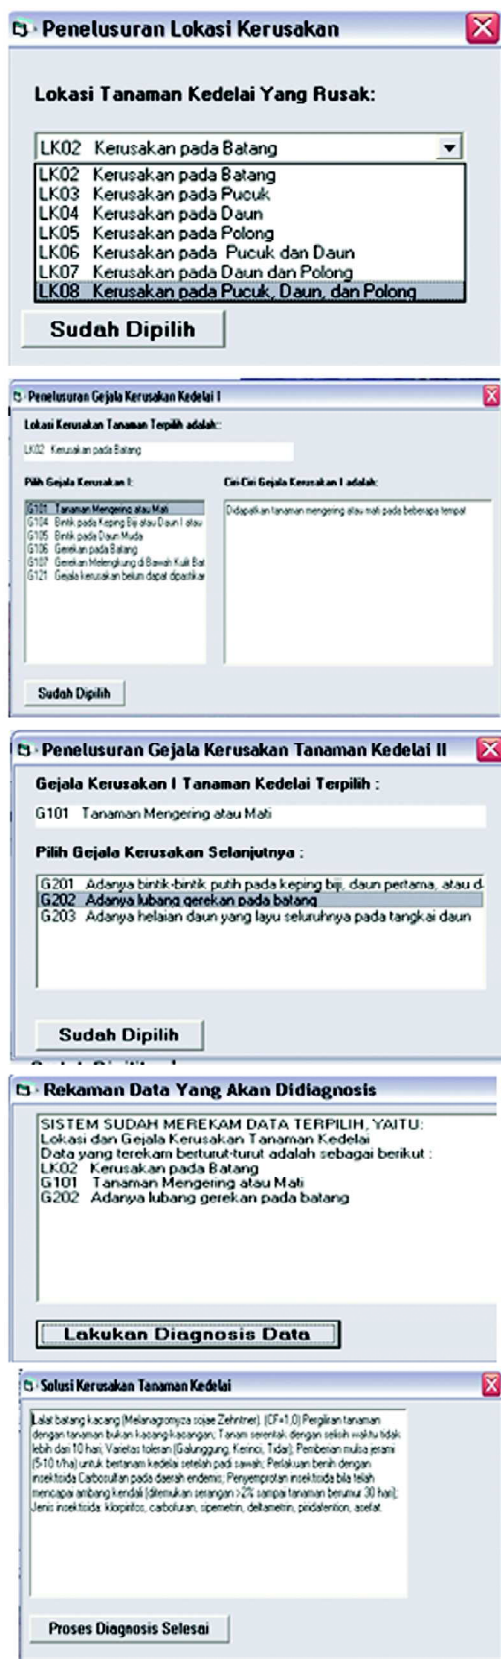 Penelusuran Lokasi Kerusakan
Lokasi Tanaman Kedelai Yang Rusak:
LK02 Kerusakan pada Batang
LK02 Kerusakan pada Batang
LK03 Kerusakan pada Pucuk
LK04 Kerusakan pada Daun
LK05 Kerusakan pada Polong
LK06 Kerusakan pada Pucuk dan Daun
LK07 Kerusakan pada Daun dan Polong
LK08 Kerusakan pada Pucuk, Daun, dan Polong
Sudah Dipilih
Penelusuran Gejala Kerusakan Kedelai I
Lokasi Kerusakan Tanaman Terpilih adalah:
LK02 Kerusakan pada Batang
Pilih Gejala Kerusakan I:
G101 Tanaman Mengering atau Mati
G104 Bintik pada Keping Biji atau Daun I atau
G105 Bintik pada Daun Muda
G106 Gerekan pada Batang
G107 Gerekan Melengkung di Bawah Kulit Bat
G121 Gejala kerusakan belum dapat dipastikan
Ciri-Ciri Gejala Kerusakan I adalah:
Didapatkan tanaman mengering atau mati pada beberapa tempat
Sudah Dipilih
Penelusuran Gejala Kerusakan Tanaman Kedelai II
Gejala Kerusakan I Tanaman Kedelai Terpilih :
G101 Tanaman Mengering atau Mati
Pilih Gejala Kerusakan Selanjutnya :
G201 Adanya bintik-bintik putih pada keping biji, daun pertama, atau d
G202 Adanya lubang gerekan pada batang
G203 Adanya helaian daun yang layu seluruhnya pada tangkai daun
Sudah Dipilih
Rekaman Data Yang Akan Didiagnosis
SISTEM SUDAH MEREKAM DATA TERPILIH, YAITU:
Lokasi dan Gejala Kerusakan Tanaman Kedelai
Data yang terekam berturut-turut adalah sebagai berikut :
LK02 Kerusakan pada Batang
G101 Tanaman Mengering atau Mati
G202 Adanya lubang gerekan pada batang
Lakukan Diagnosis Data
Solusi Kerusakan Tanaman Kedelai
Lalat batang kacang (Melanagromyza sojae Zehntner). (CF=1,0) Pergiliran tanaman
dengan tanaman bukan kacang-kacangan; Tanam serentak dengan selisih waktu tidak
lebih dari 10 hari; Varietas toleran (Galunggung, Kerinci, Tidar); Pemberian mulsa jerami
(5-10 t/ha) untuk bertanam kedelai setelah padi sawah; Perlakuan benih dengan
insektisida Carbosulfan pada daerah endemis; Penyemprotan insektisida bila telah
mencapai ambang kendali (ditemukan serangan >2% sampai tanaman berumur 30 hari);
Jenis insektisida: klorpirifos, carbofuran, sipermetrin, deltametrin, asefat.
Proses Diagnosis Selesai